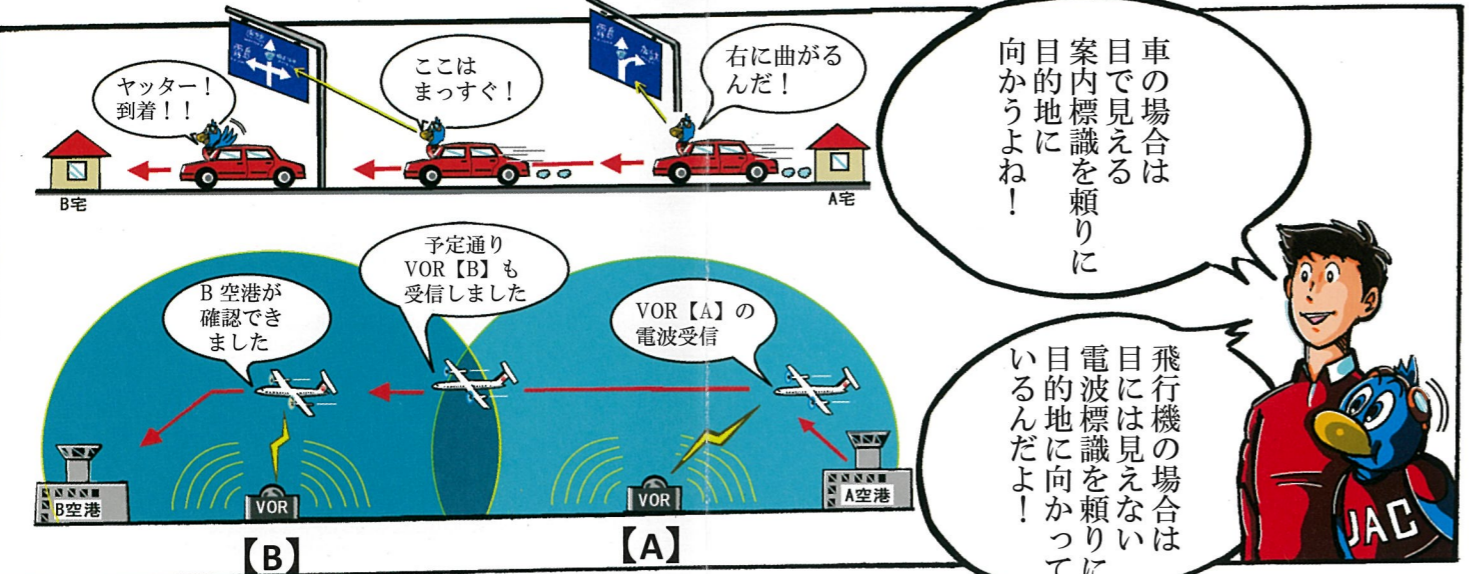 車の場合は
目で見える
案内標識を頼りに
目的地に
向かうよね！
右に曲がる
んだ！
ここは
まっすぐ！
ヤッター！
到着！！
A宅
B宅
飛行機の場合は
目には見えない
電波標識を頼りに
目的地に向かって
いるんだよ！
VOR【A】の
電波受信
予定通り
VOR【B】も
受信しました
B空港が
確認でき
ました
A空港
VOR
VOR
B空港
【A】
【B】
JAC